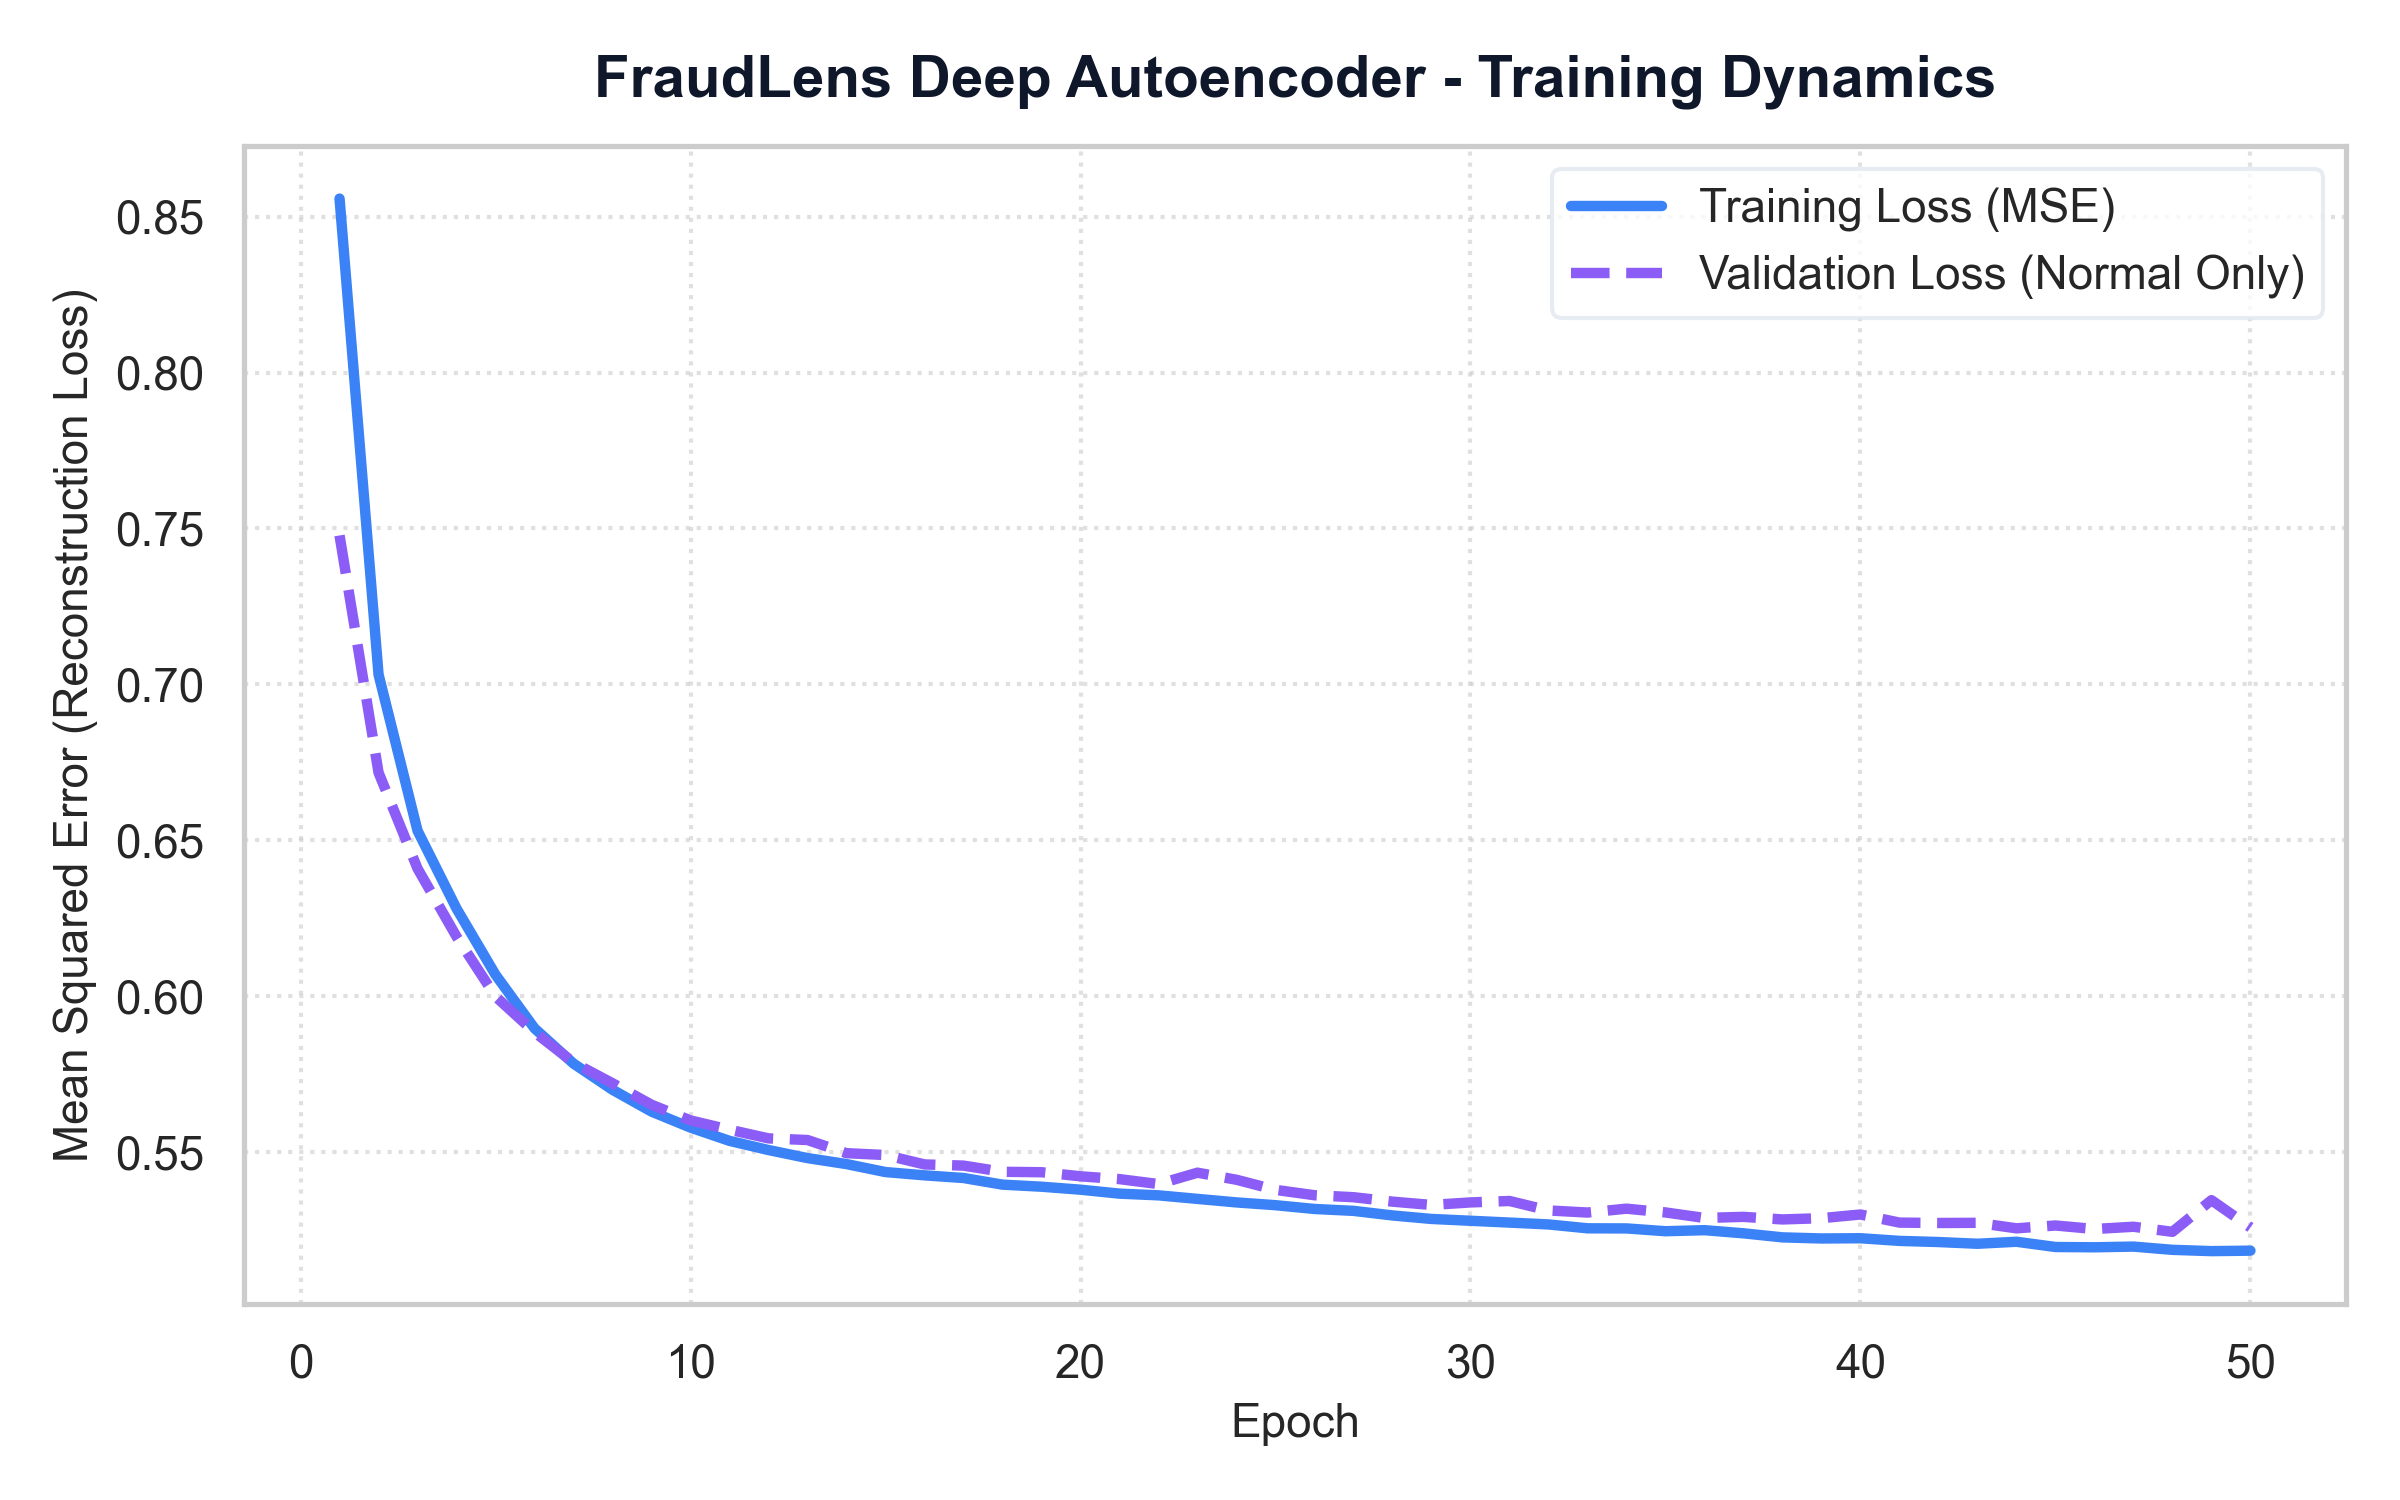 FraudLens Deep Autoencoder - Training Dynamics
Training Loss (MSE)
Validation Loss (Normal Only)
Mean Squared Error (Reconstruction Loss)
0.85
0.80
0.75
0.70
0.65
0.60
0.55
0 10 20 30 40 50
Epoch